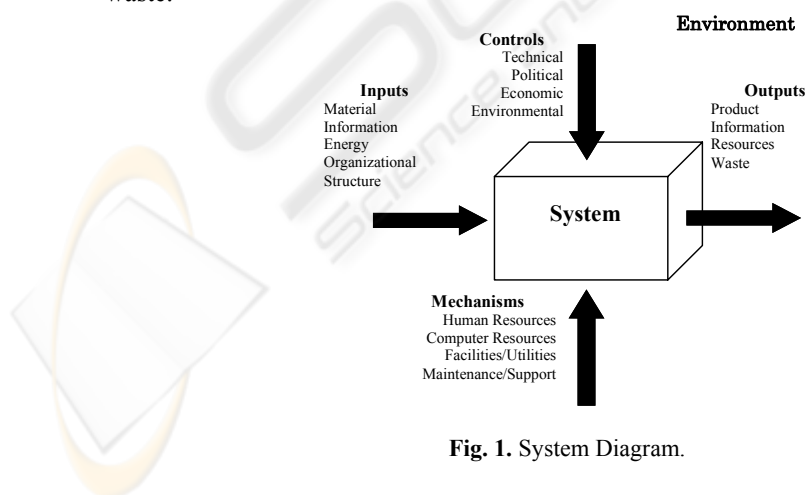 waste.
Environment
Controls
Technical
Political
Economic
Environmental
Inputs
Material
Information
Energy
Organizational
Structure
Outputs
Product
Information
Resources
Waste
System
Mechanisms
Human Resources
Computer Resources
Facilities/Utilities
Maintenance/Support
Fig. 1. System Diagram.